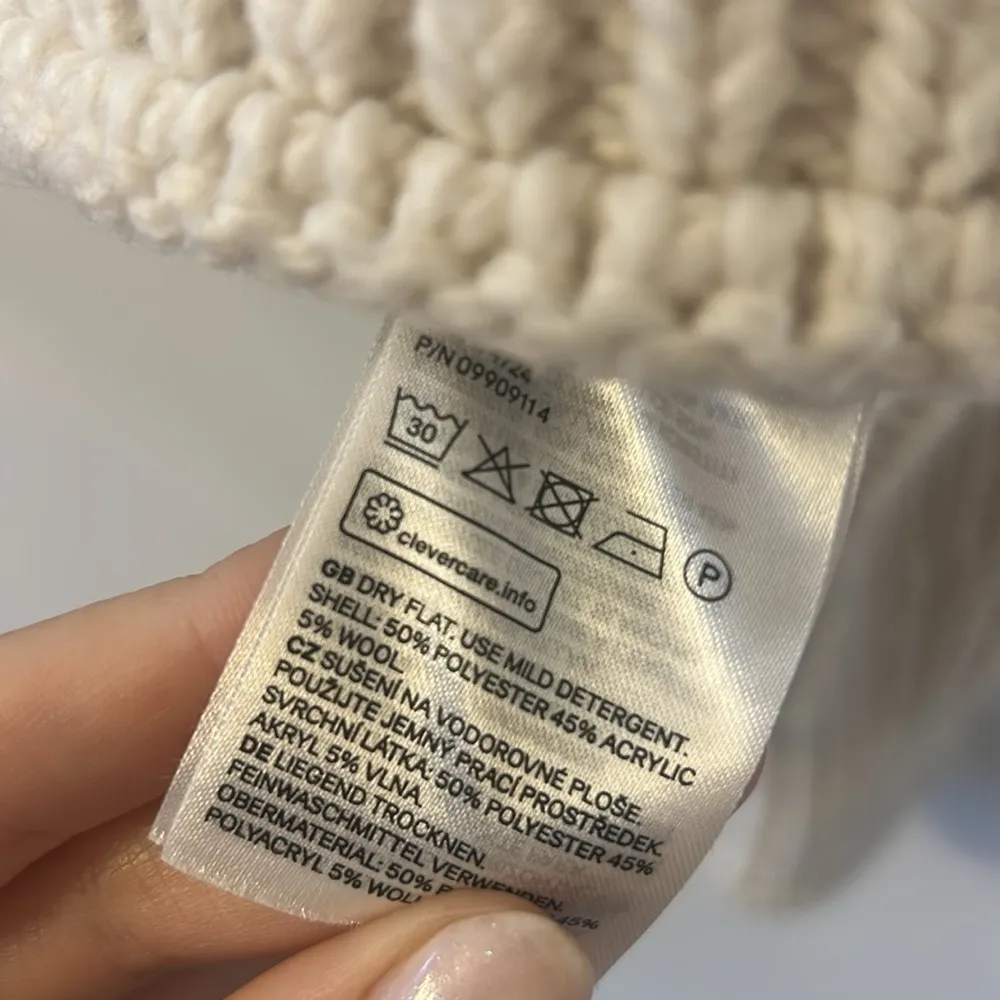 P/N 09909114
30
P
clevercare.info
GB DRY FLAT. USE MILD DETERGENT.
SHELL: 50% POLYESTER 45% ACRYLIC
5% WOOL
CZ SUŠENÍ NA VODOROVNÉ PLOŠE.
POUŽIJTE JEMNÝ PRACÍ PROSTŘEDEK.
SVRCHNÍ LÁTKA: 50% POLYESTER 45%
AKRYL 5% VLNA
DE LIEGEND TROCKNEN.
FEINWASCHMITTEL VERWENDEN.
OBERMATERIAL: 50% 45%
POLYACRYL 5%